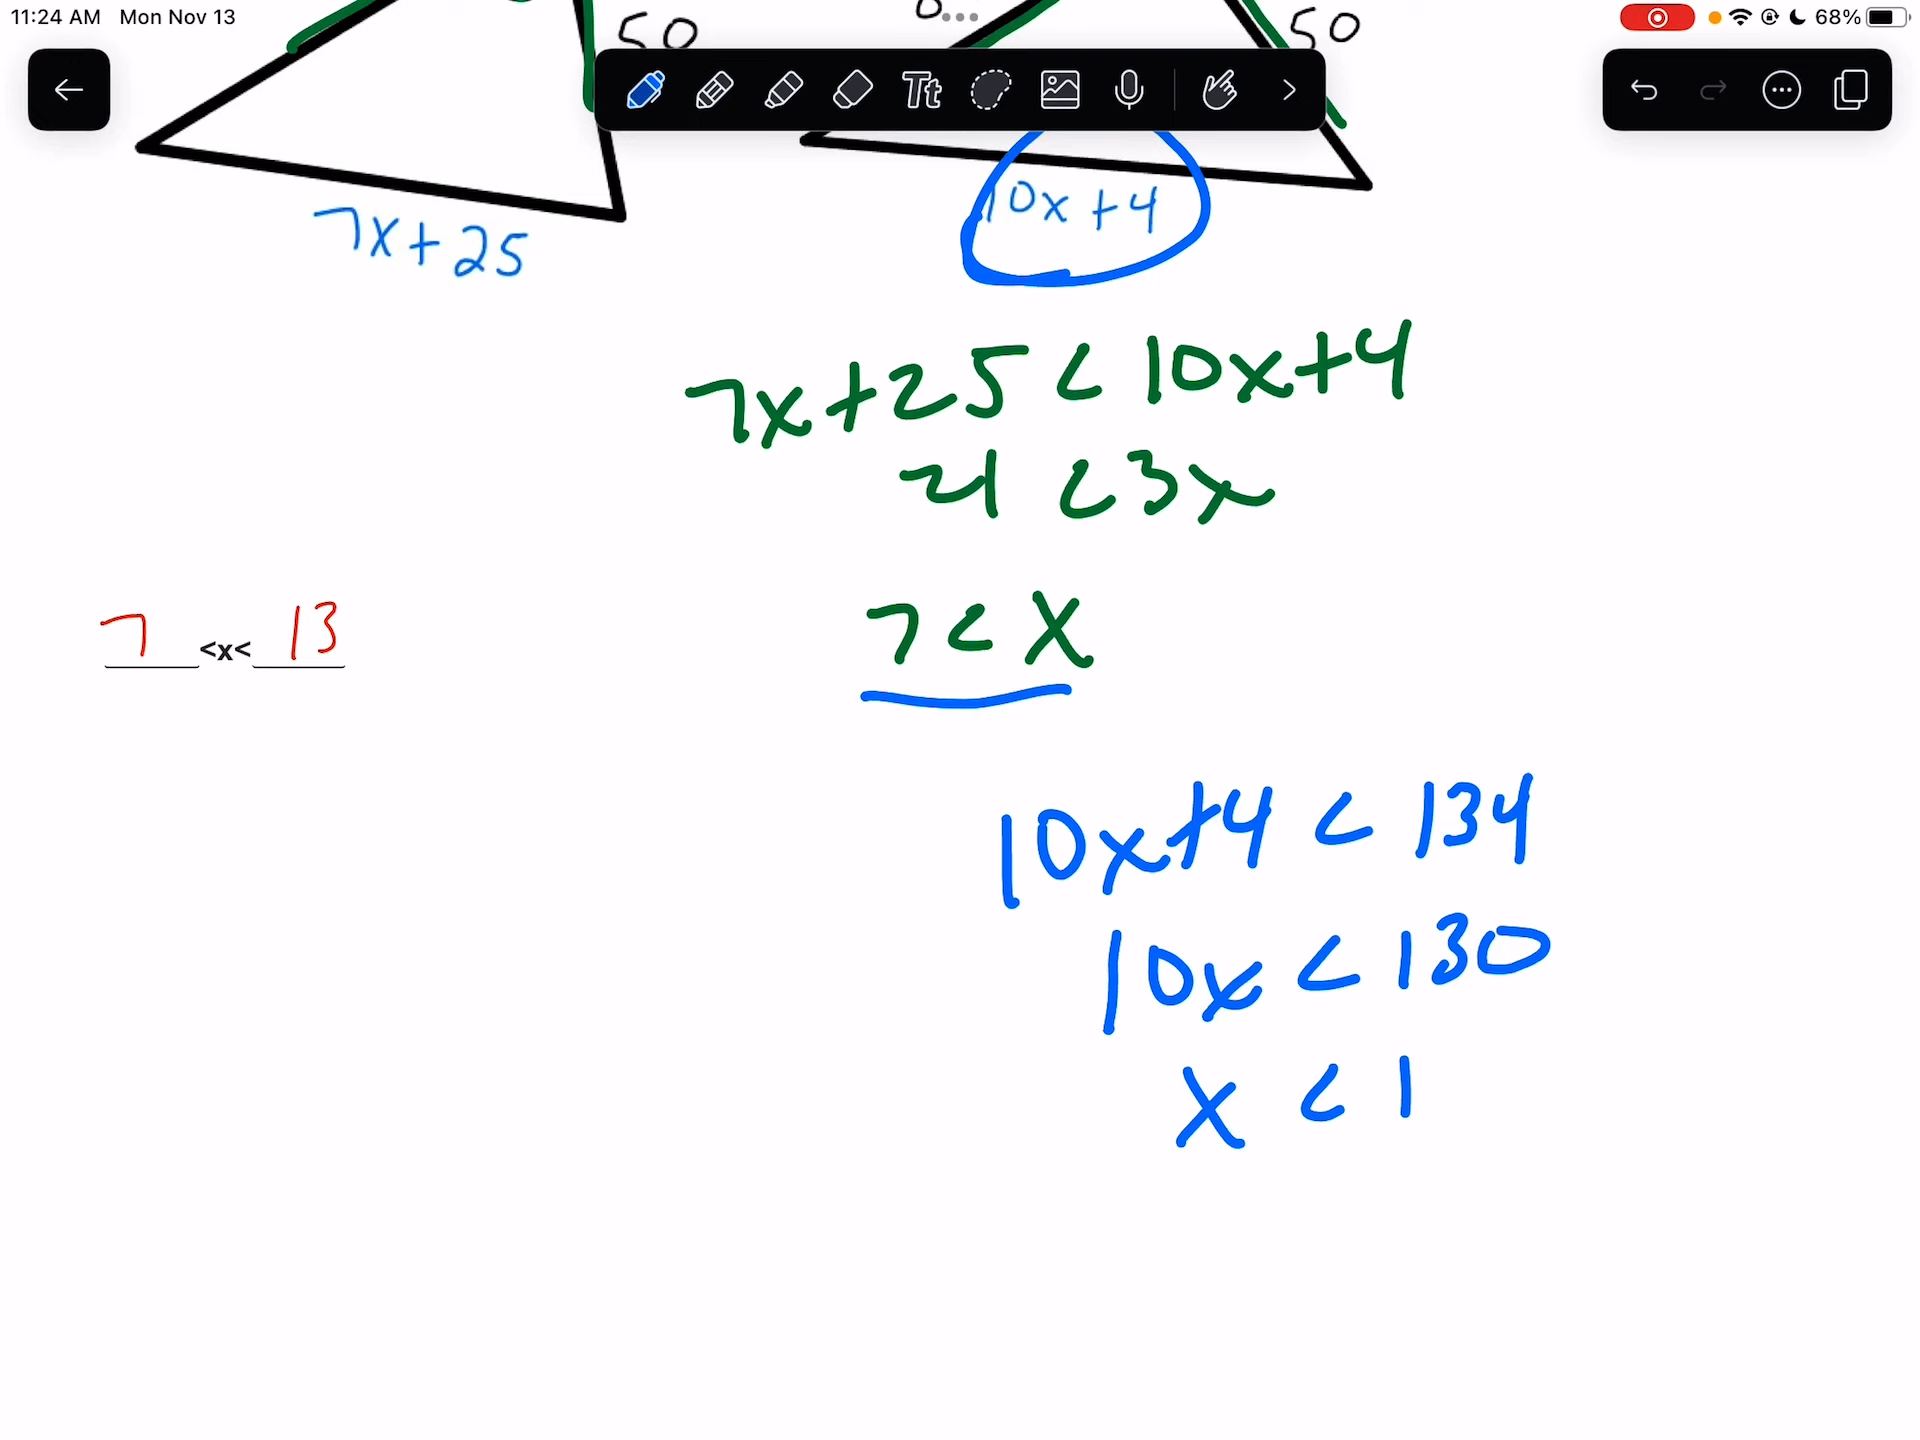 11:24 AM Mon Nov 13
68%
50
50
Tt
7x+25
10x+4
7x+25<10x+4
21<3x
7<x
7 <x< 13
10x+4<134
10x<130
x<1